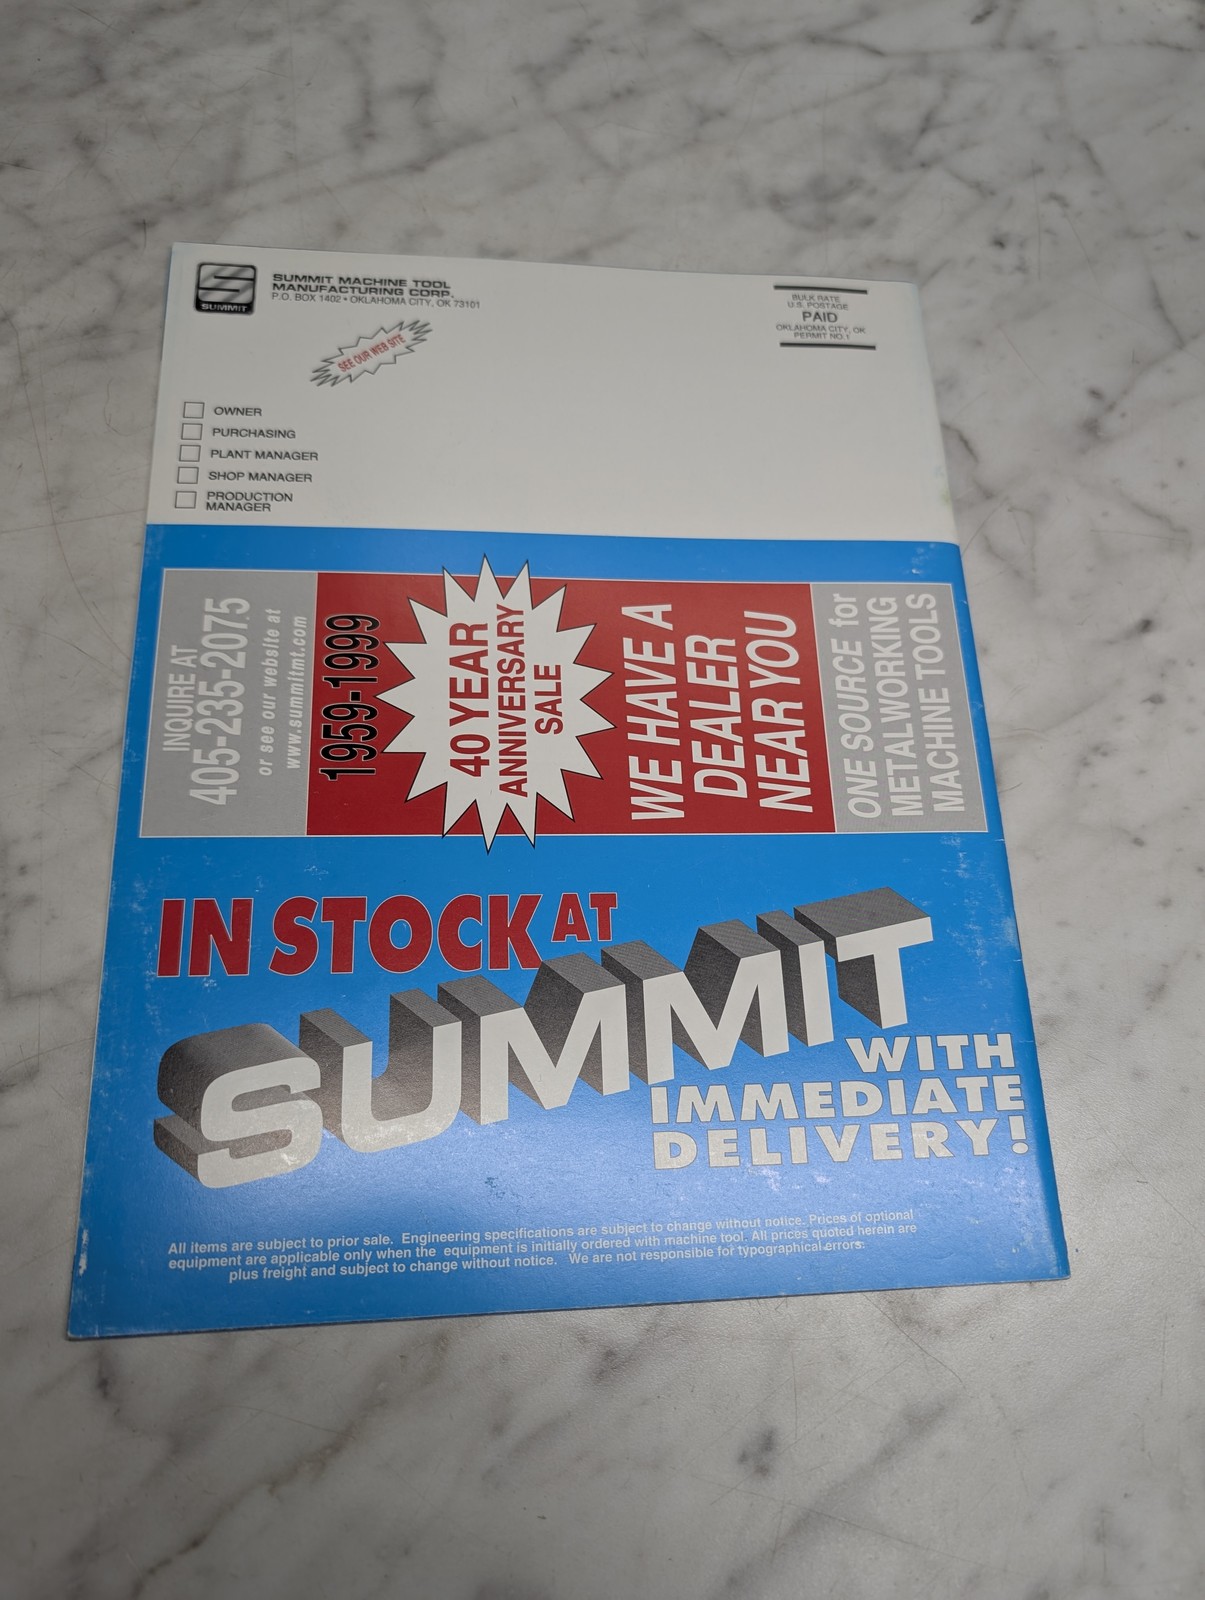 SUMMIT
SUMMIT MACHINE TOOL
MANUFACTURING CORP.
P.O. BOX 1402 • OKLAHOMA CITY, OK 73101
BULK RATE
U.S. POSTAGE
PAID
OKLAHOMA CITY, OK
PERMIT NO. 1
SEE OUR WEB SITE
OWNER
PURCHASING
PLANT MANAGER
SHOP MANAGER
PRODUCTION
MANAGER
INQUIRE AT
405-235-2075
or see our website at
www.summitmt.com
1959-1999
40 YEAR
ANNIVERSARY
SALE
WE HAVE A
DEALER
NEAR YOU
ONE SOURCE for
METALWORKING
MACHINE TOOLS
IN STOCK AT
SUMMIT
WITH
IMMEDIATE
DELIVERY!
All items are subject to prior sale. Engineering specifications are subject to change without notice. Prices of optional
equipment are applicable only when the equipment is initially ordered with machine tool. All prices quoted herein are
plus freight and subject to change without notice. We are not responsible for typographical errors.